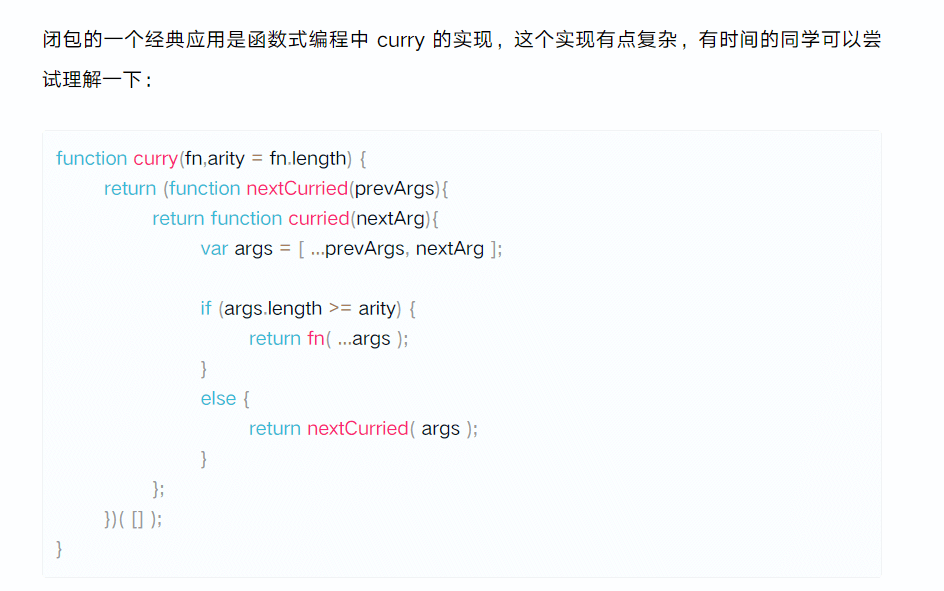 闭包的一个经典应用是函数式编程中 curry 的实现，这个实现有点复杂，有时间的同学可以尝
试理解一下：
function curry(fn,arity = fn.length) {
return (function nextCurried(prevArgs){
return function curried(nextArg){
var args = [ ...prevArgs, nextArg ];
if (args.length >= arity) {
return fn( ...args );
}
else {
return nextCurried( args );
}
};
})( [] );
}